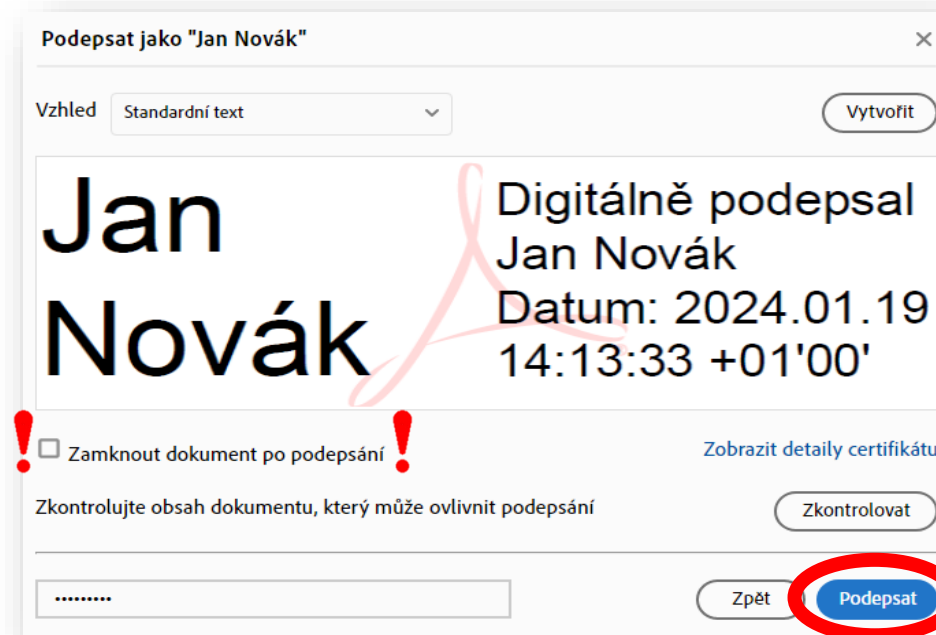 Podepsat jako "Jan Novák"
Vzhled Standardní text Vytvořit
Jan
Novák
Digitálně podepsal
Jan Novák
Datum: 2024.01.19
14:13:33 +01'00'
! Zamknout dokument po podepsání ! Zobrazit detaily certifikátu
Zkontrolujte obsah dokumentu, který může ovlivnit podepsání Zkontrolovat
••••••••• Zpět Podepsat